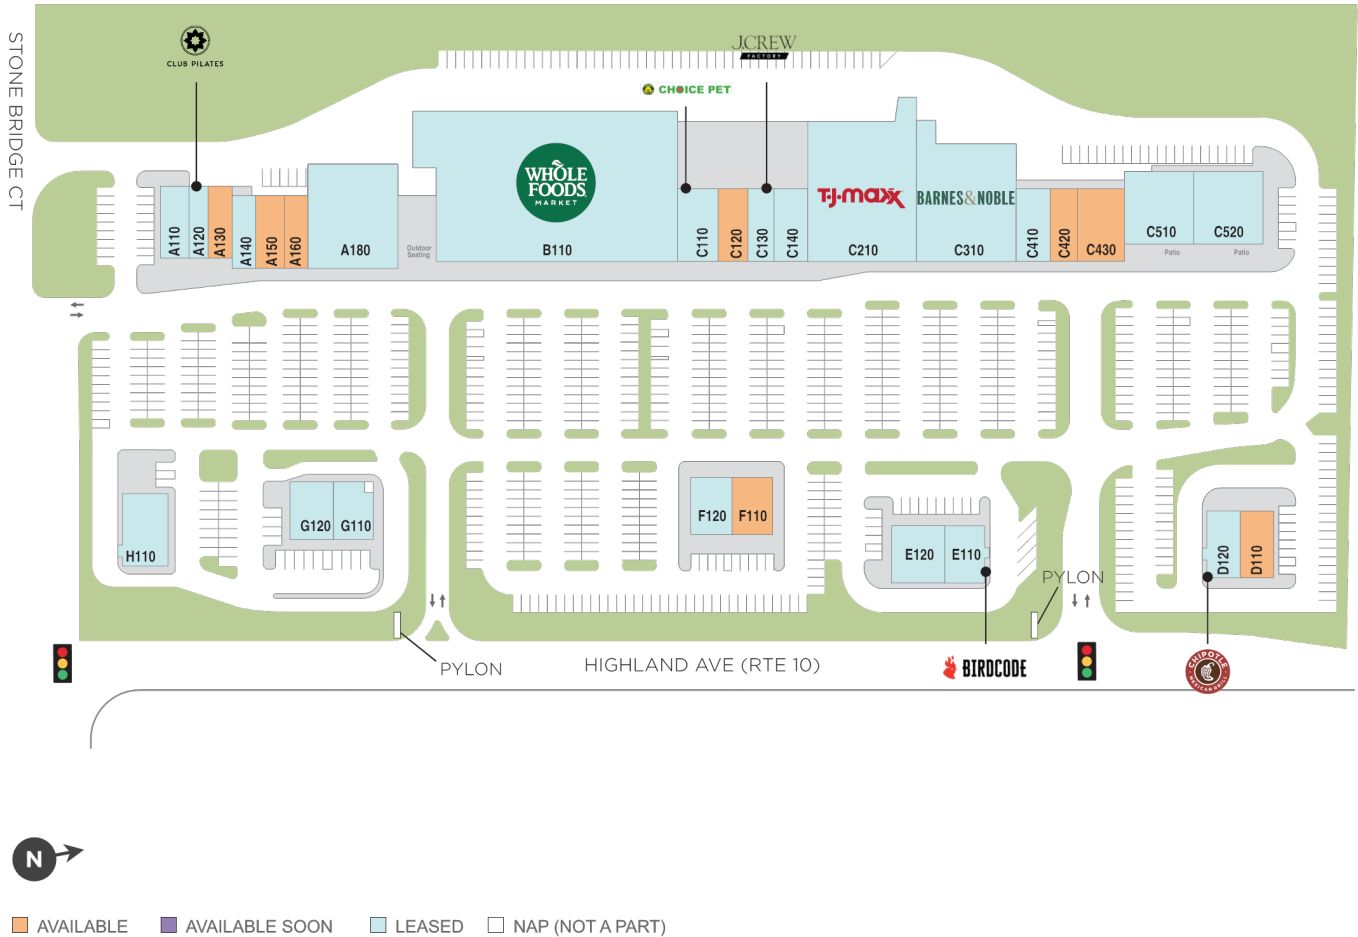 STONE BRIDGE CT
CLUB PILATES
J.CREW
FACTORY
CHOICE PET
WHOLE
FOODS
MARKET
T.J.maxx
BARNES&NOBLE
A110
A120
A130
A140
A150
A160
A180
Outdoor
Seating
B110
C110
C120
C130
C140
C210
C310
C410
C420
C430
C510
Patio
C520
Patio
H110
G120
G110
F120
F110
E120
E110
D120
D110
PYLON
PYLON
HIGHLAND AVE (RTE 10)
BIRDCODE
CHIPOTLE
MEXICAN GRILL
N
AVAILABLE
AVAILABLE SOON
LEASED
NAP (NOT A PART)